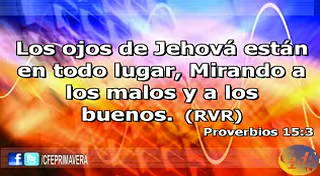 Los ojos de Jehová están
en todo lugar, Mirando a
los malos y a los
buenos. (RVR)
Proverbios 15:3
/CFEPRIMAVERA